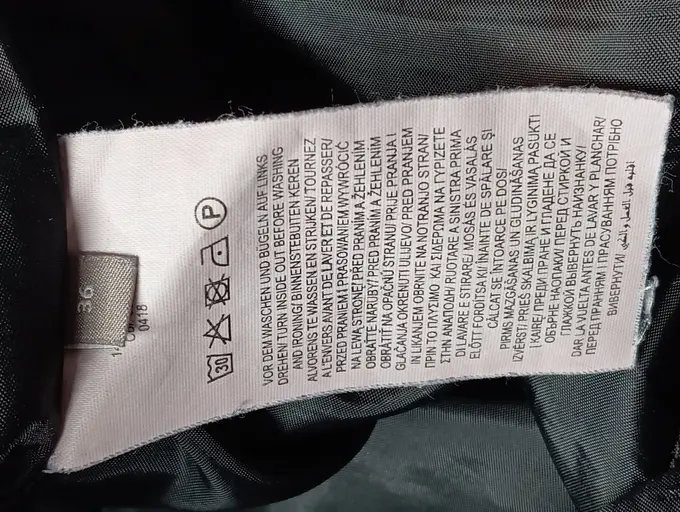 36
0418
30
P
VOR DEM WASCHEN UND BÜGELN AUF LINKS
DREHEN/ TURN INSIDE OUT BEFORE WASHING
AND IRONING/ BINNENSTEBUITEN KEREN
ALVORENS TE WASSEN EN STRIJKEN/ TOURNEZ
A L'ENVERS AVANT DE LAVER ET DE REPASSER/
PRZED PRANIEM I PRASOWANIEM WYWRÓCIĆ
NA LEWĄ STRONĘ/ PŘED PRANÍM A ŽEHLENÍM
OBRAŤTE NARUBY/ PRED PRANÍM A ŽEHLENÍM
OBRÁTIŤ NA OPAČNÚ STRANU/ PRIJE PRANJA I
GLAČANJA OKRENUTI ULIJEVO/ PRED PRANJEM
IN LIKANJEM OBRNITE NA NOTRANJO STRAN/
ΠΡΙΝ ΤΟ ΠΛΥΣΙΜΟ ΚΑΙ ΣΙΔΕΡΩΜΑ ΝΑ ΓΥΡΙΖΕΤΕ
ΣΤΗΝ ΑΝΑΠΟΔΗ/ RUOTARE A SINISTRA PRIMA
DI LAVARE E STIRARE/ MOSÁS ÉS VASALÁS
ELŐTT FORDÍTSA KI/ ÎNAINTE DE SPĂLARE ŞI
CĂLCAT SE ÎNTOARCE PE DOS/
PIRMS MAZGĀŠANAS UN GLUDINĀŠANAS
IZVĒRST/ PRIEŠ SKALBIMĄ IR LYGINIMĄ PASUKTI
Į KAIRĘ/ ПРЕДИ ПРАНЕ И ГЛАДЕНЕ ДА СЕ
ОБЪРНЕ НАОПАКИ/ ПЕРЕД СТИРКОЙ И
ГЛАЖКОЙ ВЫВЕРНУТЬ НАИЗНАНКУ/
DAR LA VUELTA ANTES DE LAVAR Y PLANCHAR/
ПЕРЕД ПРАННЯМ І ПРАСУВАННЯМ ПОТРІБНО
ВИВЕРНУТИ/